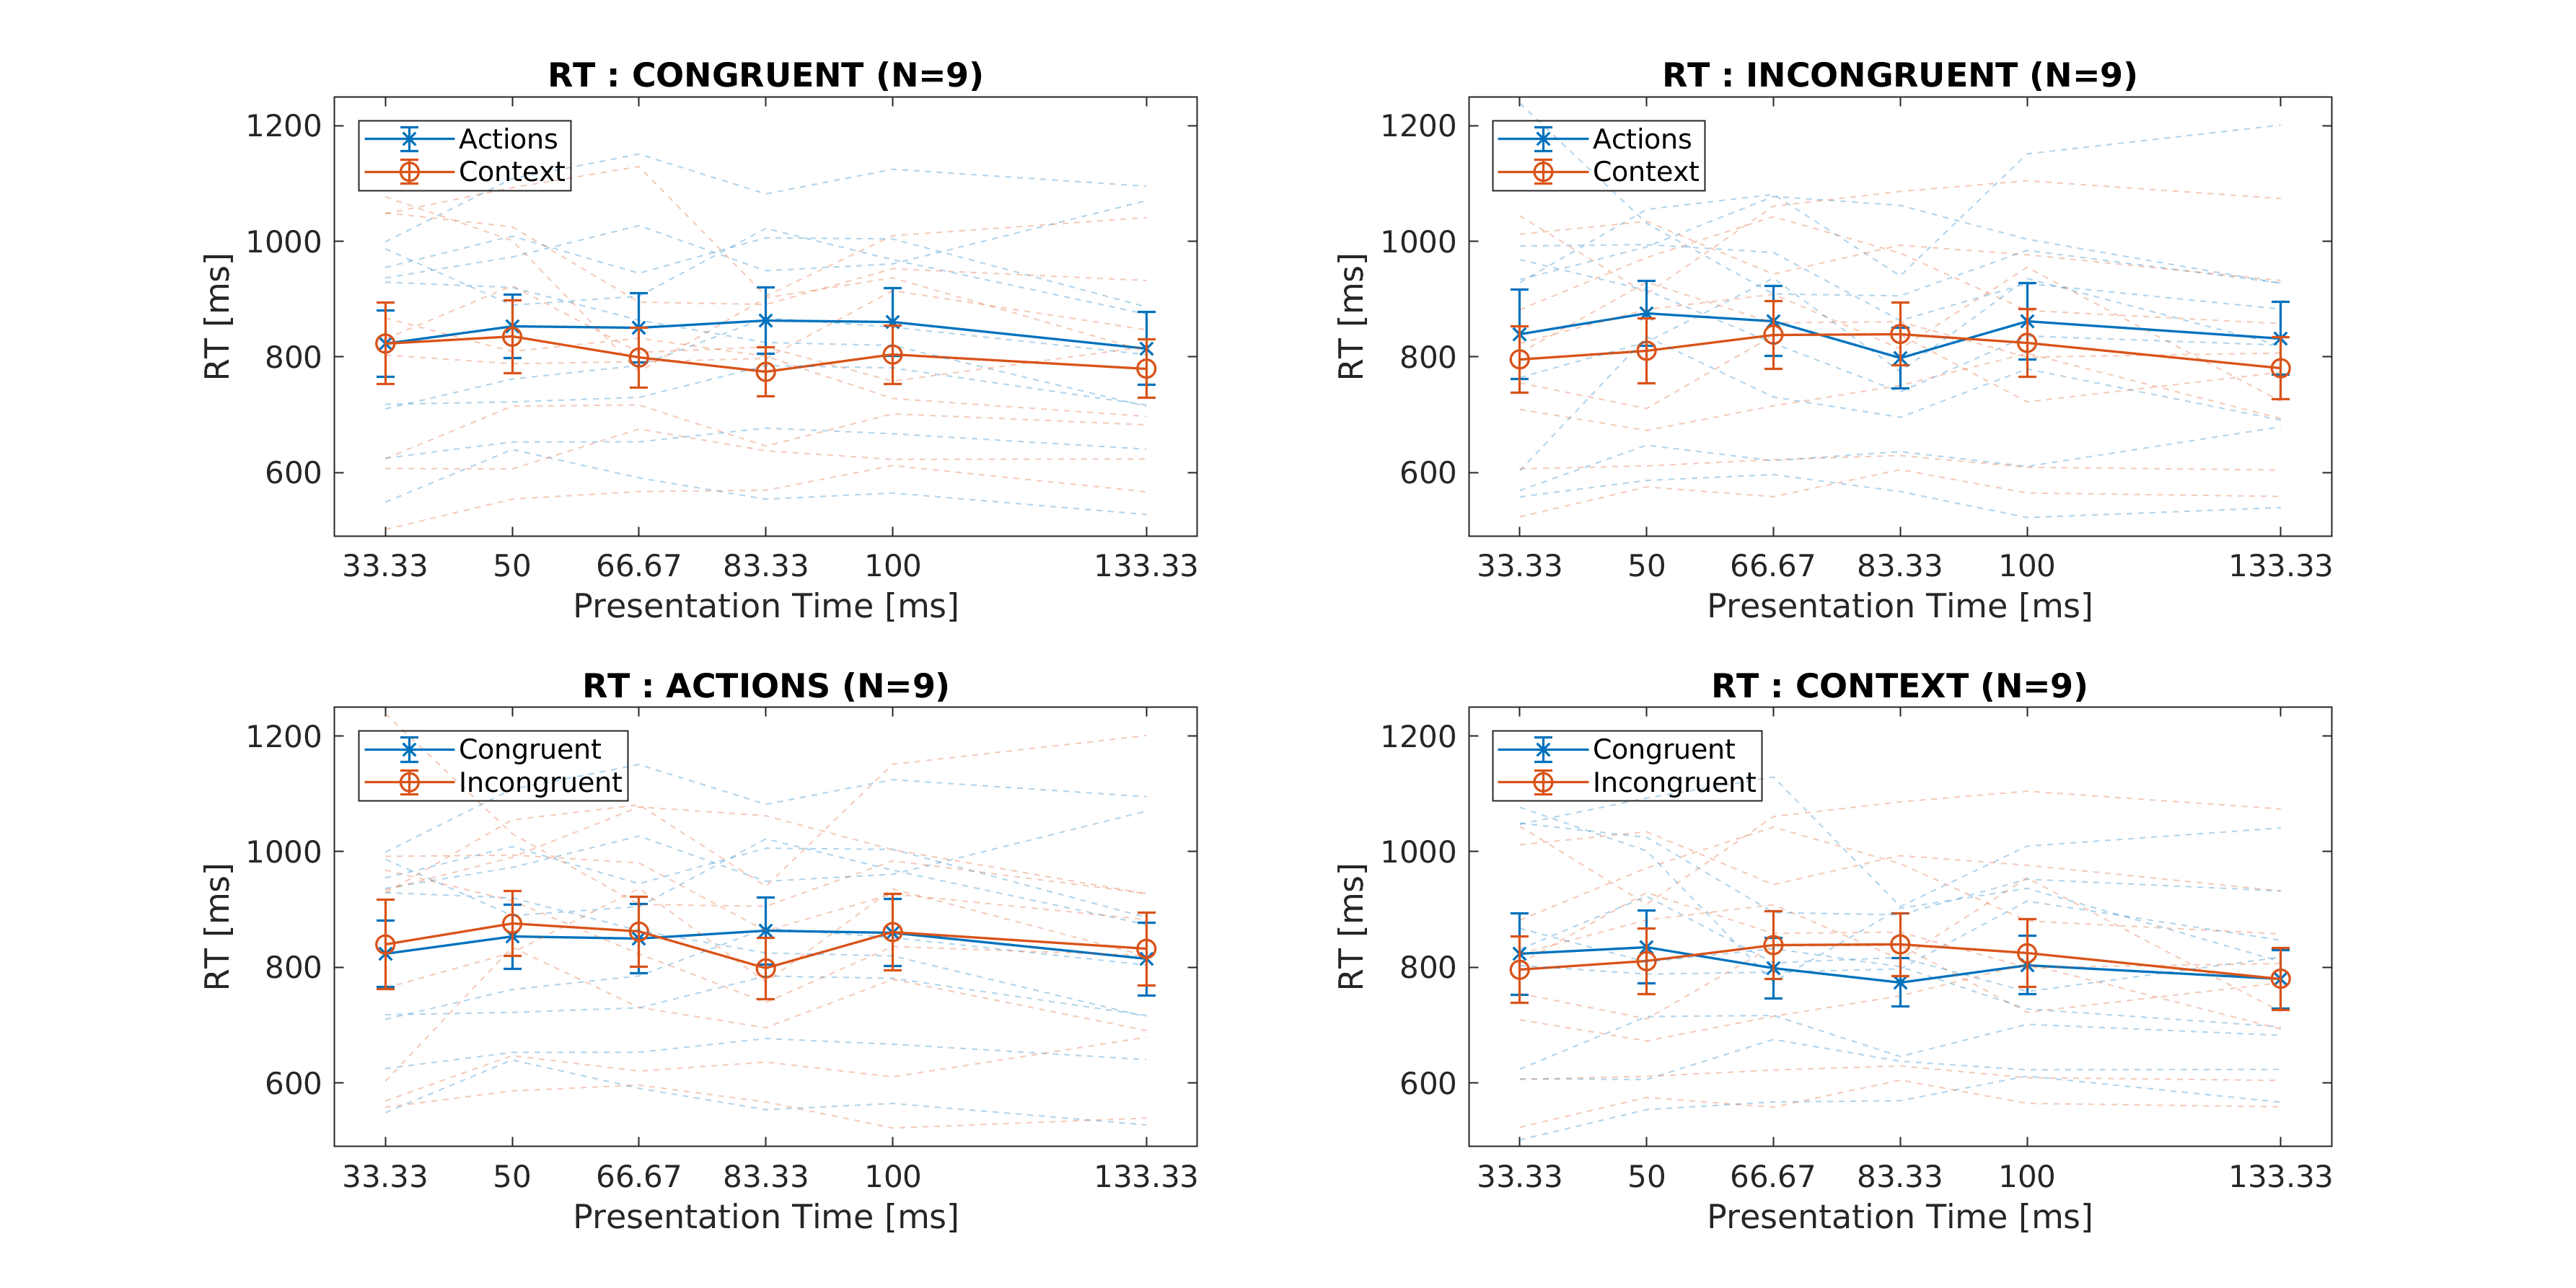 RT : CONGRUENT (N=9)
1200
1000
800
600
RT [ms]
Actions
Context
33.33 50 66.67 83.33 100 133.33
Presentation Time [ms]
RT : INCONGRUENT (N=9)
1200
1000
800
600
RT [ms]
Actions
Context
33.33 50 66.67 83.33 100 133.33
Presentation Time [ms]
RT : ACTIONS (N=9)
1200
1000
800
600
RT [ms]
Congruent
Incongruent
33.33 50 66.67 83.33 100 133.33
Presentation Time [ms]
RT : CONTEXT (N=9)
1200
1000
800
600
RT [ms]
Congruent
Incongruent
33.33 50 66.67 83.33 100 133.33
Presentation Time [ms]